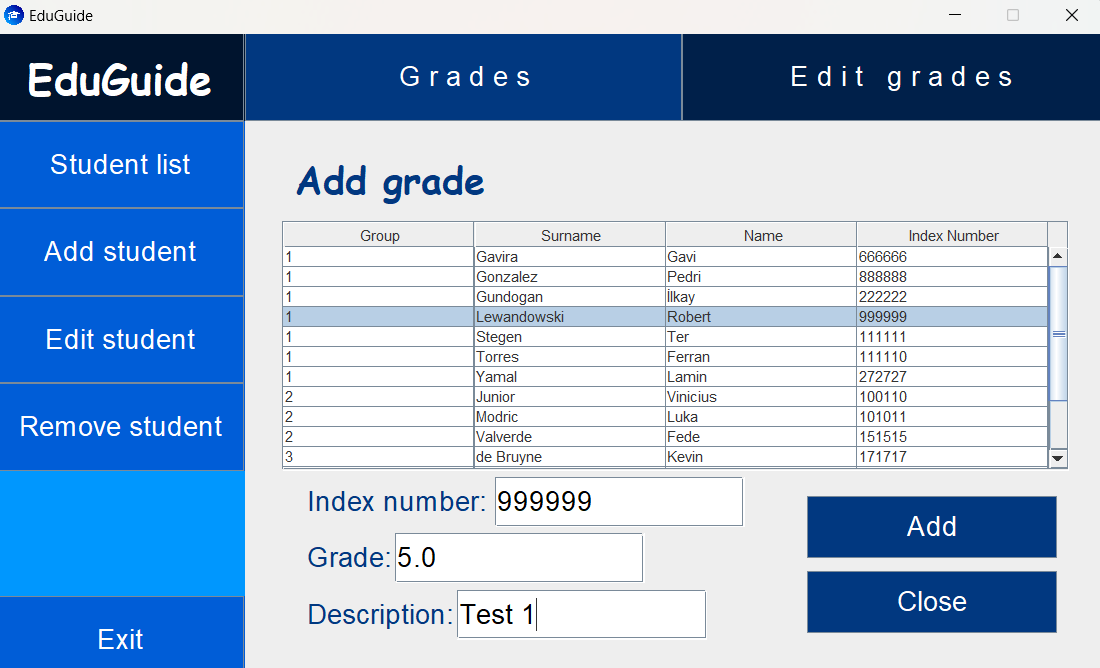 EduGuide
EduGuide
Grades
Edit grades
Student list
Add student
Edit student
Remove student
Exit
Add grade
Group Surname Name Index Number
1 Gavira Gavi 666666
1 Gonzalez Pedri 888888
1 Gundogan İlkay 222222
1 Lewandowski Robert 999999
1 Stegen Ter 111111
1 Torres Ferran 111110
1 Yamal Lamin 272727
2 Junior Vinicius 100110
2 Modric Luka 101011
2 Valverde Fede 151515
3 de Bruyne Kevin 171717
Index number: 999999
Grade: 5.0
Description: Test 1
Add
Close